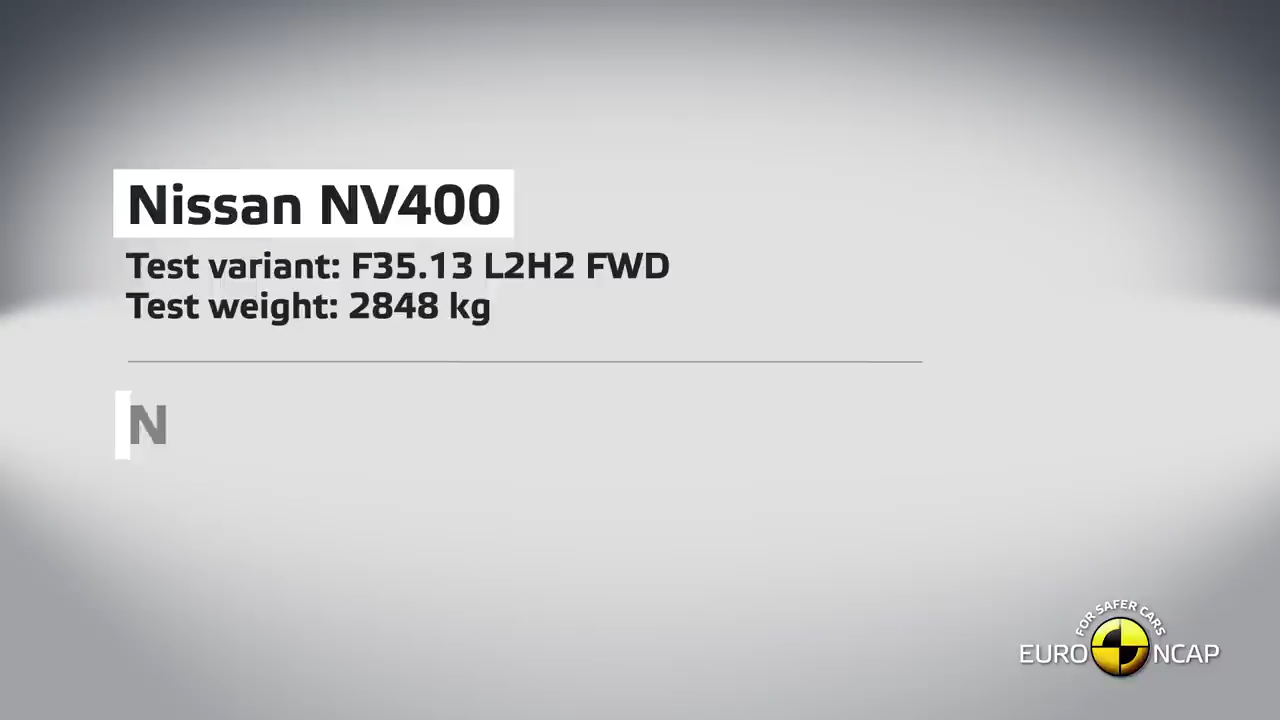 Nissan NV400
Test variant: F35.13 L2H2 FWD
Test weight: 2848 kg
N
FOR SAFER CARS
EURO NCAP